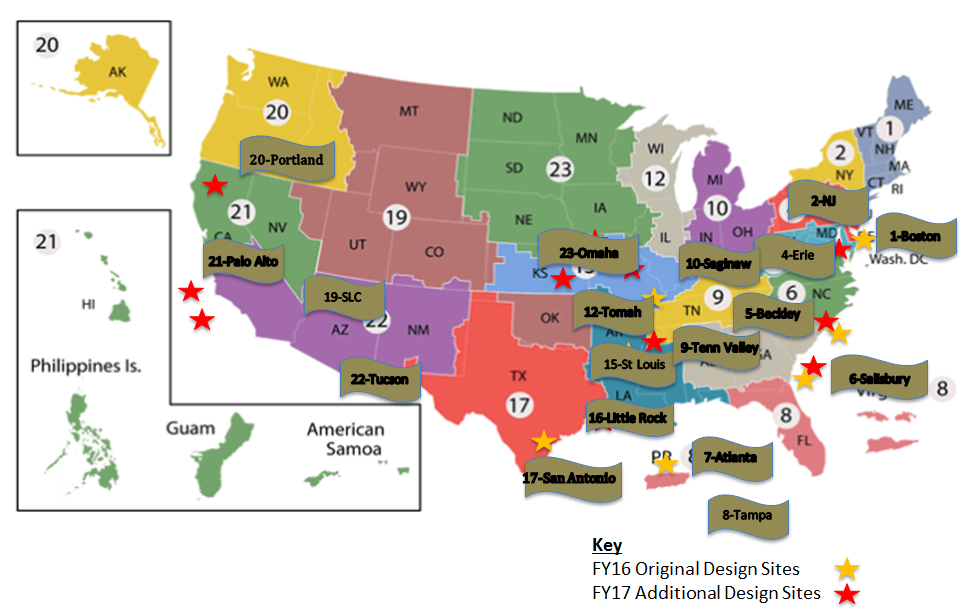 20
AK
WA
20
20-Portland
MT
ND
MN
SD
23
WI
12
MI
10
ME
VT
1
NH
MA
2
NY
CT
RI
2-NJ
WY
19
NE
IA
21
NV
CA
21-Palo Alto
UT
CO
IL
IN
OH
MD
1-Boston
Wash. DC
21
HI
23-Omaha
KS
10-Saginaw
4-Erie
19-SLC
AZ
22
NM
OK
12-Tomah
AR
9
TN
6
NC
5-Beckley
9-Tenn Valley
15-St Louis
22-Tucson
TX
17
LA
16-Little Rock
8
FL
6-Salisbury
8
Philippines Is.
Guam
American
Samoa
17-San Antonio
PR
7-Atlanta
8-Tampa
Key
FY16 Original Design Sites
FY17 Additional Design Sites